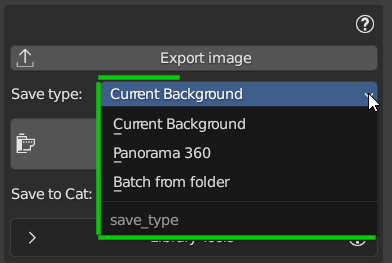 Export image
Save type:
Current Background
Current Background
Panorama 360
Batch from folder
Save to Cat:
save_type
Library Tools